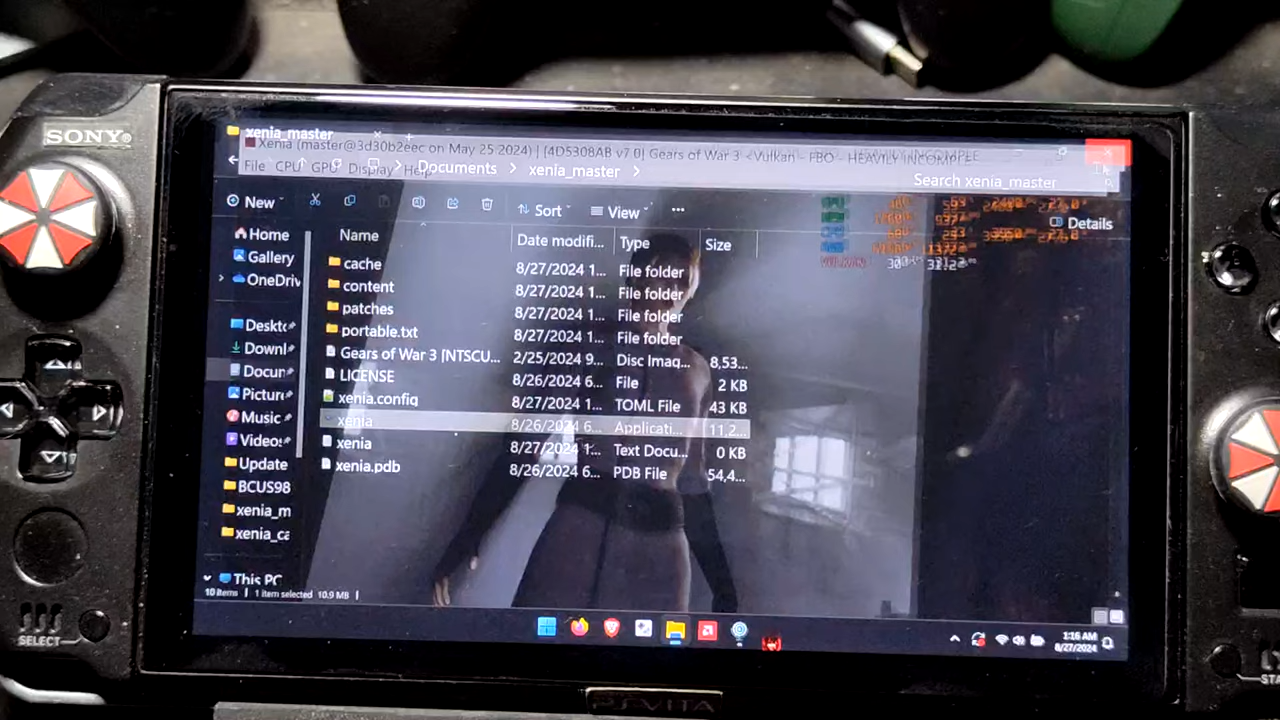 SONY
xenia_master
Xenia (master@3d30b2eec on May 25 2024) | [4D5308AB v7.0] Gears of War 3 <Vulkan - FBO - HEAVILY INCOMPLE
File CPU GPU Display Help
Documents > xenia_master >
Search xenia_master
New
Sort
View
Details
Name
Date modifi...
Type
Size
Home
Gallery
OneDriv
Deskto
Downl
Docun
Picture
Music
Videos
Update
BCUS98
xenia_m
xenia_ca
This PC
cache 8/27/2024 1... File folder
content 8/27/2024 1... File folder
patches 8/27/2024 1... File folder
portable.txt 8/27/2024 1... File folder
Gears of War 3 [NTSCU... 2/25/2024 9... Disc Imag... 8,53...
LICENSE 8/26/2024 6... File 2 KB
xenia.config 8/27/2024 1... TOML File 43 KB
xenia 8/26/2024 6... Applicati... 11,2...
xenia 8/27/2024 1... Text Docu... 0 KB
xenia.pdb 8/26/2024 6... PDB File 54,4...
10 items | 1 item selected 10.9 MB
1:16 AM
8/27/2024
SELECT
STA
PSVITA